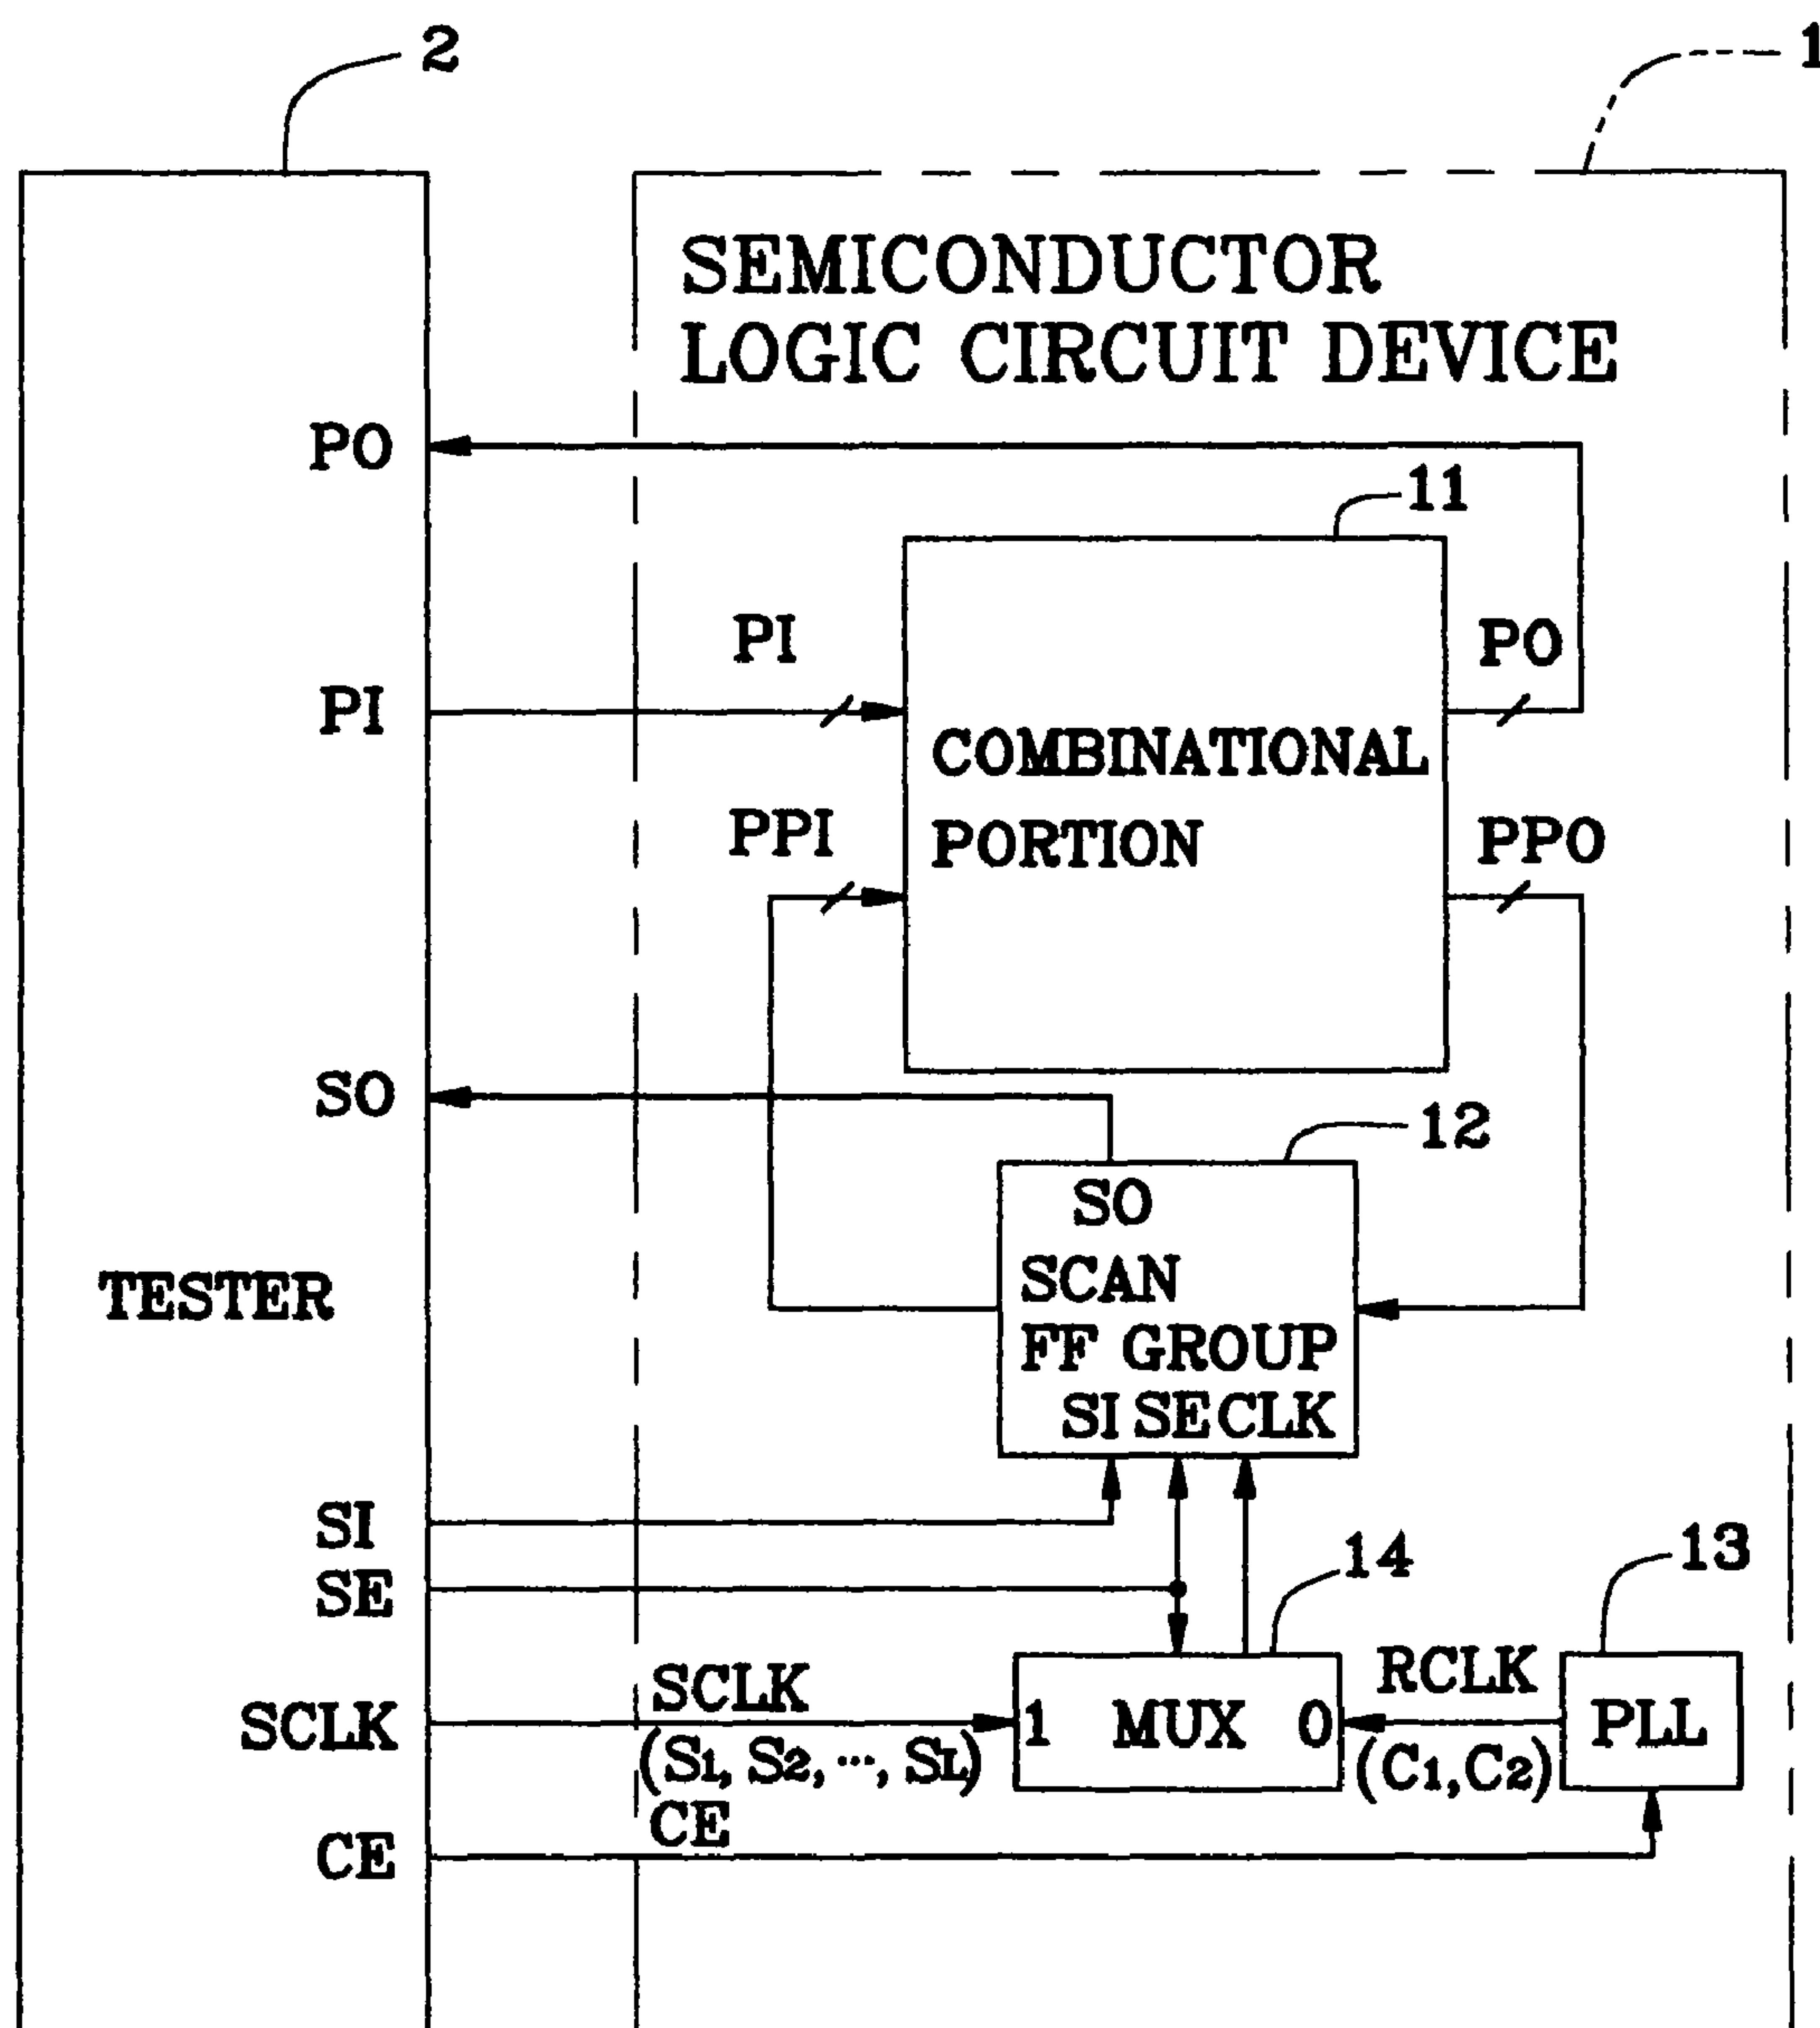 2
1
SEMICONDUCTOR
LOGIC CIRCUIT DEVICE
PO
11
PI
PO
PI
COMBINATIONAL
PORTION
PPI
PPO
SO
12
SO
SCAN
FF GROUP
SI SE CLK
TESTER
SI
SE
14
13
SCLK
SCLK
(S1, S2, ..., SL)
1 MUX 0
RCLK
(C1, C2)
PLL
CE
CE